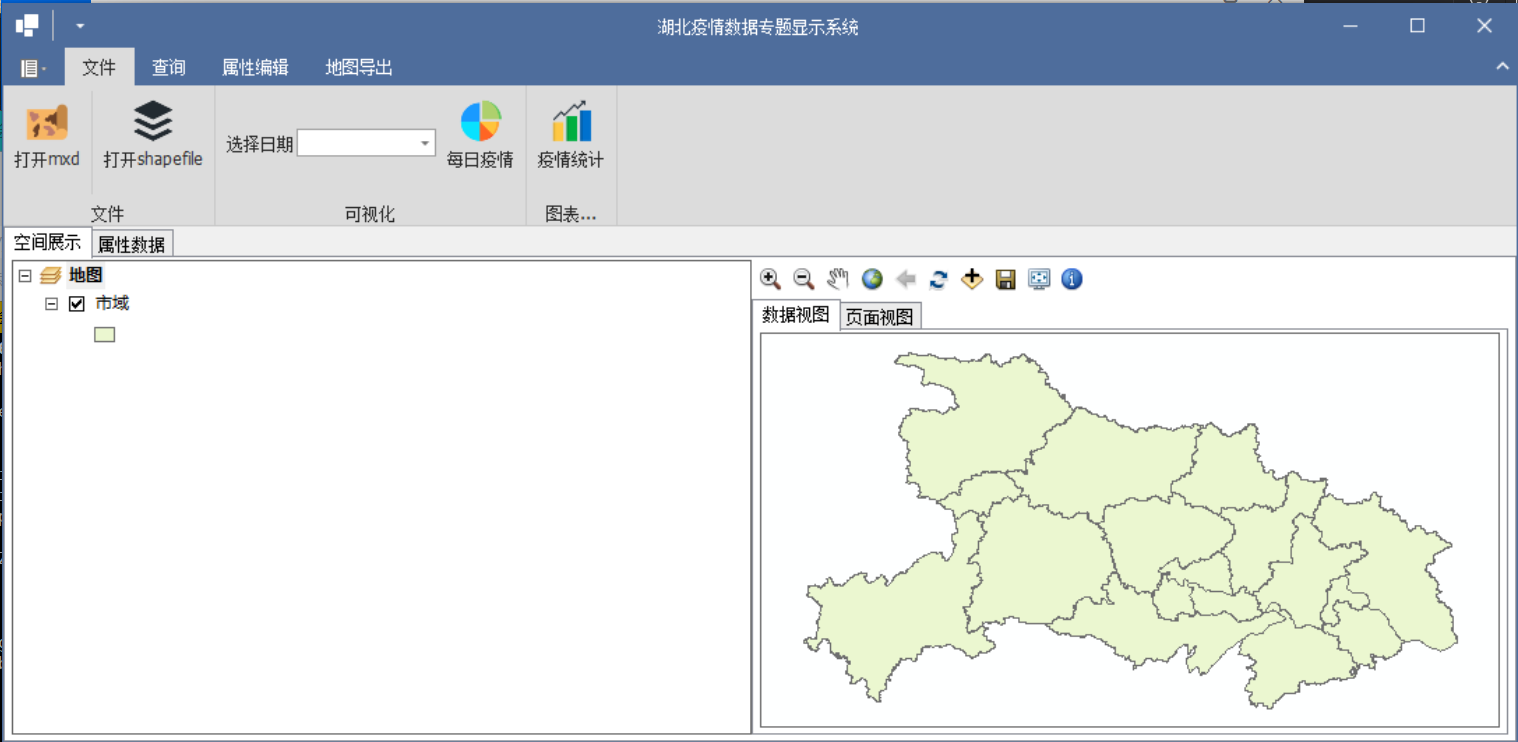 湖北疫情数据专题显示系统
文件 查询 属性编辑 地图导出
打开mxd 打开shapefile 选择日期 每日疫情 疫情统计
文件 可视化 图表...
空间展示 属性数据
地图
市域
数据视图 页面视图